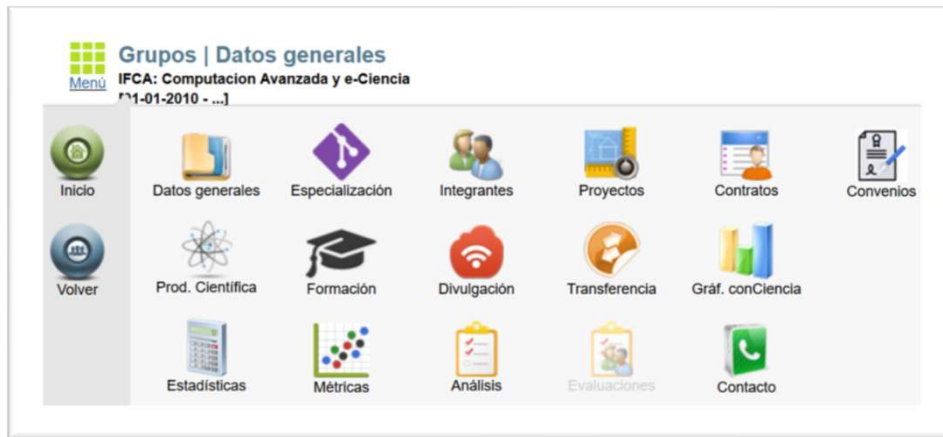 Grupos | Datos generales
Menú
IFCA: Computacion Avanzada y e-Ciencia
[01-01-2010 - ...]
Inicio
Datos generales
Especialización
Integrantes
Proyectos
Contratos
Convenios
Volver
Prod. Científica
Formación
Divulgación
Transferencia
Gráf. conCiencia
Estadísticas
Métricas
Análisis
Evaluaciones
Contacto